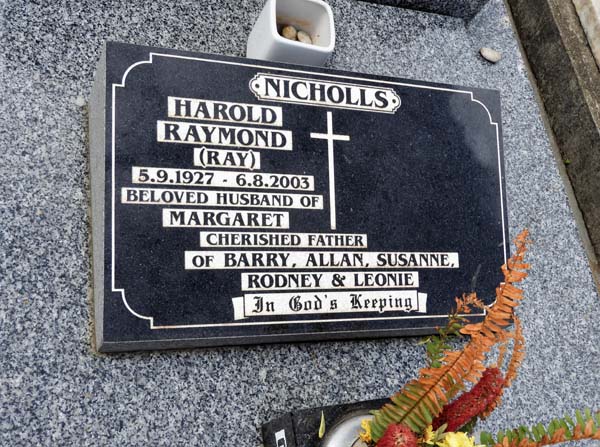 NICHOLLS
HAROLD
RAYMOND
(RAY)
5.9.1927 - 6.8.2003
BELOVED HUSBAND OF
MARGARET
CHERISHED FATHER
OF BARRY, ALLAN, SUSANNE,
RODNEY & LEONIE
In God's Keeping